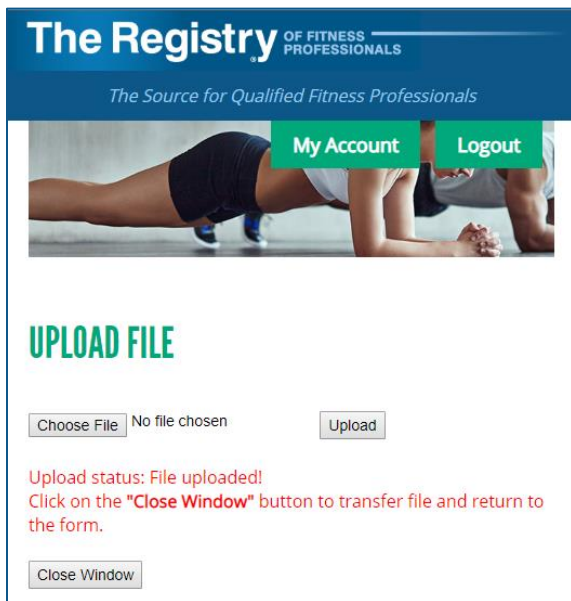 The Registry® OF FITNESS
PROFESSIONALS
The Source for Qualified Fitness Professionals
My Account
Logout
UPLOAD FILE
Choose File No file chosen
Upload
Upload status: File uploaded!
Click on the "Close Window" button to transfer file and return to
the form.
Close Window